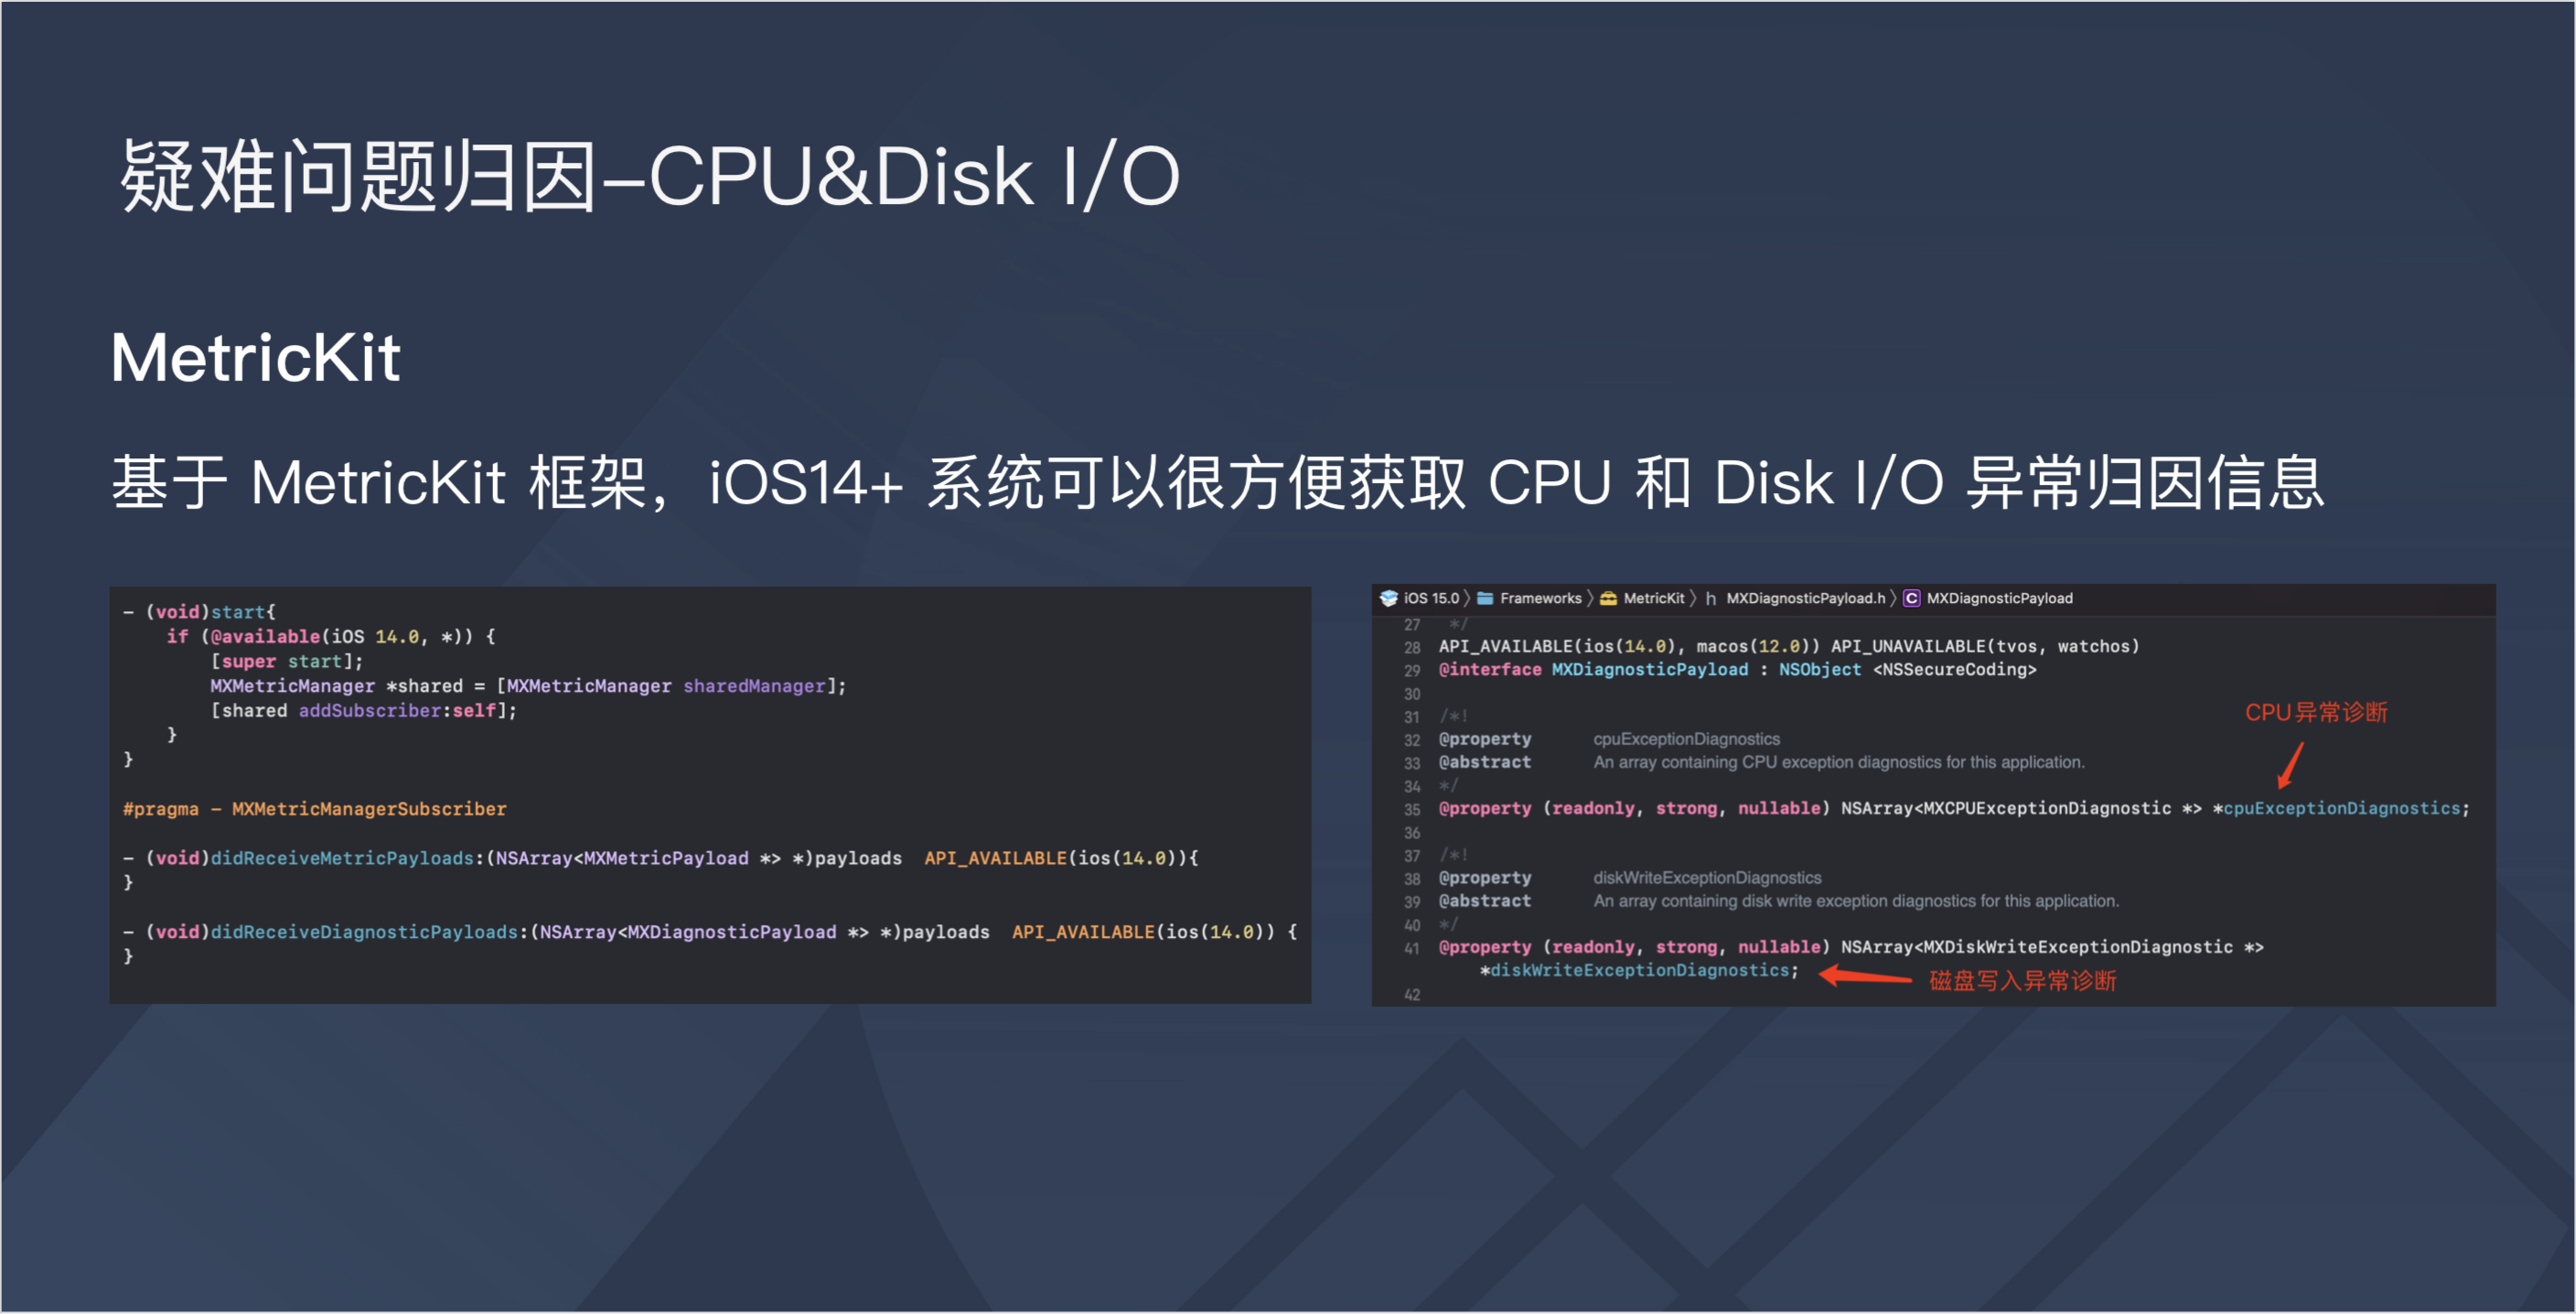 疑难问题归因–CPU&Disk I/O
MetricKit
基于 MetricKit 框架，iOS14+ 系统可以很方便获取 CPU 和 Disk I/O 异常归因信息
- (void)start{
    if (@available(iOS 14.0, *)) {
        [super start];
        MXMetricManager *shared = [MXMetricManager sharedManager];
        [shared addSubscriber:self];
    }
}
#pragma - MXMetricManagerSubscriber
- (void)didReceiveMetricPayloads:(NSArray<MXMetricPayload *> *)payloads  API_AVAILABLE(ios(14.0)){
}
- (void)didReceiveDiagnosticPayloads:(NSArray<MXDiagnosticPayload *> *)payloads  API_AVAILABLE(ios(14.0)) {
}
iOS 15.0 〉 Frameworks 〉 MetricKit 〉 h MXDiagnosticPayload.h 〉 C MXDiagnosticPayload
27 */
28 API_AVAILABLE(ios(14.0), macos(12.0)) API_UNAVAILABLE(tvos, watchos)
29 @interface MXDiagnosticPayload : NSObject <NSSecureCoding>
30
31 /*!
CPU异常诊断
32 @property cpuExceptionDiagnostics
33 @abstract An array containing CPU exception diagnostics for this application.
34 */
35 @property (readonly, strong, nullable) NSArray<MXCPUExceptionDiagnostic *> *cpuExceptionDiagnostics;
36
37 /*!
38 @property diskWriteExceptionDiagnostics
39 @abstract An array containing disk write exception diagnostics for this application.
40 */
41 @property (readonly, strong, nullable) NSArray<MXDiskWriteExceptionDiagnostic *>
*diskWriteExceptionDiagnostics;
磁盘写入异常诊断
42